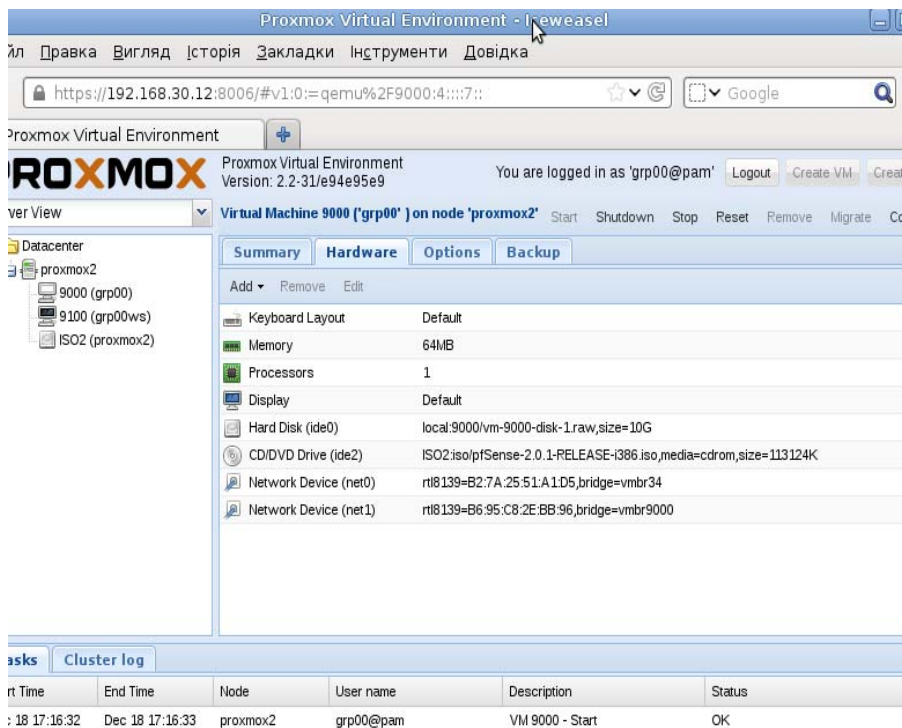 Proxmox Virtual Environment - Iceweasel
йл Правка Вигляд Історія Закладки Інструменти Довідка
https://192.168.30.12:8006/#v1:0:=qemu%2F9000:4::::7:: Google
Proxmox Virtual Environment
PROXMOX Proxmox Virtual Environment
Version: 2.2-31/e94e95e9 You are logged in as 'grp00@pam' Logout Create VM Creat
ver View Virtual Machine 9000 ('grp00' ) on node 'proxmox2' Start Shutdown Stop Reset Remove Migrate Co
Datacenter Summary Hardware Options Backup
proxmox2
9000 (grp00) Add Remove Edit
9100 (grp00ws) Keyboard Layout Default
ISO2 (proxmox2) Memory 64MB
Processors 1
Display Default
Hard Disk (ide0) local:9000/vm-9000-disk-1.raw,size=10G
CD/DVD Drive (ide2) ISO2:iso/pfSense-2.0.1-RELEASE-i386.iso,media=cdrom,size=113124K
Network Device (net0) rtl8139=B2:7A:25:51:A1:D5,bridge=vmbr34
Network Device (net1) rtl8139=B6:95:C8:2E:BB:96,bridge=vmbr9000
asks Cluster log
rt Time End Time Node User name Description Status
: 18 17:16:32 Dec 18 17:16:33 proxmox2 grp00@pam VM 9000 - Start OK